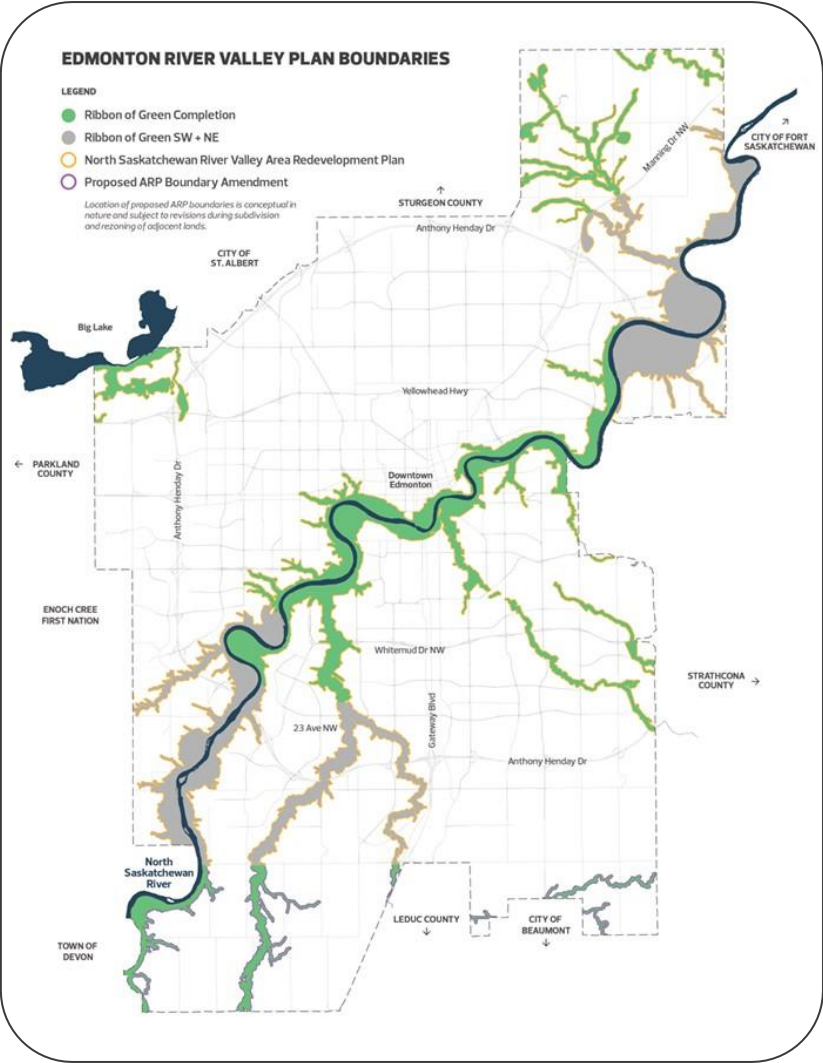 EDMONTON RIVER VALLEY PLAN BOUNDARIES
LEGEND
Ribbon of Green Completion
Ribbon of Green SW + NE
North Saskatchewan River Valley Area Redevelopment Plan
Proposed ARP Boundary Amendment
Location of proposed ARP boundaries is conceptual in
nature and subject to revisions during subdivision
and rezoning of adjacent lands.
Manning Dr NW
CITY OF FORT
SASKATCHEWAN
STURGEON COUNTY
Anthony Henday Dr
CITY OF
ST. ALBERT
Big Lake
Yellowhead Hwy
PARKLAND
COUNTY
Downtown
Edmonton
Anthony Henday Dr
ENOCH CREE
FIRST NATION
Whitemud Dr NW
STRATHCONA
COUNTY
Gateway Blvd
23 Ave NW
Anthony Henday Dr
North
Saskatchewan
River
LEDUC COUNTY
CITY OF
BEAUMONT
TOWN OF
DEVON